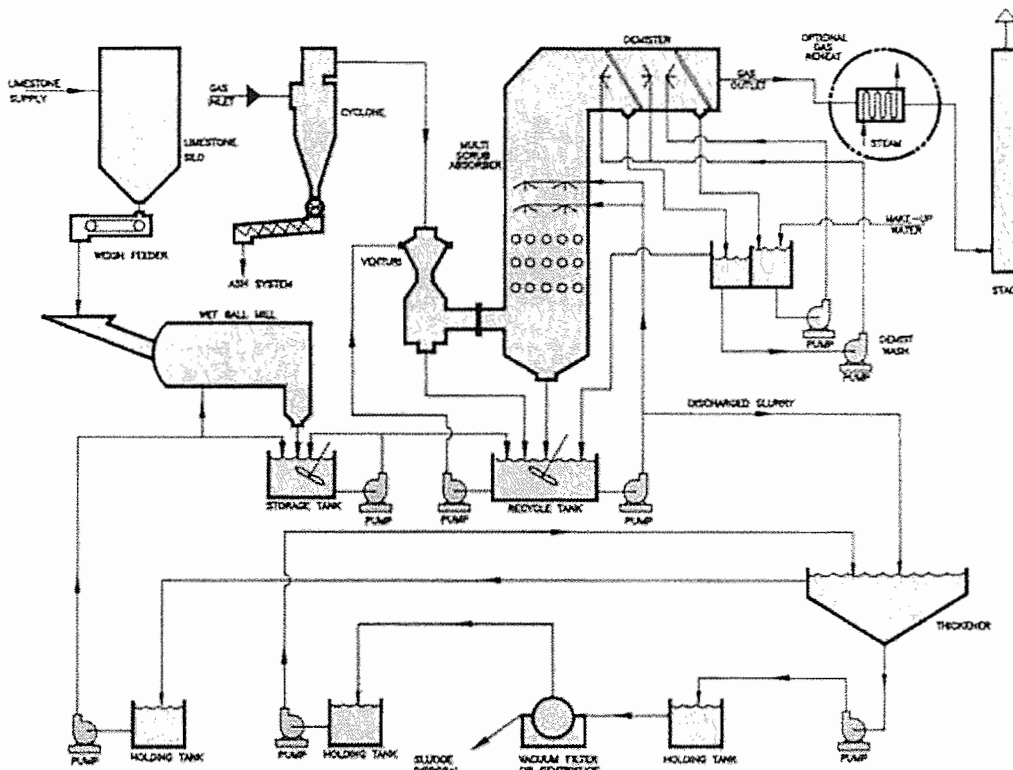 LIMESTONE
SUPPLY
LIMESTONE
SILO
WEIGH FEEDER
GAS
INLET
CYCLONE
ASH SYSTEM
WET BALL MILL
VENTURI
MULTI
SCRUB
ABSORBER
DEMISTER
GAS
OUTLET
OPTIONAL
GAS
REHEAT
STEAM
MAKE-UP
WATER
STAC
PUMP
DEMIST
WASH
PUMP
DISCHARGED SLURRY
STORAGE TANK
PUMP
PUMP
RECYCLE TANK
PUMP
THICKENER
PUMP
HOLDING TANK
PUMP
HOLDING TANK
SLUDGE
VACUUM FILTER
HOLDING TANK
PUMP